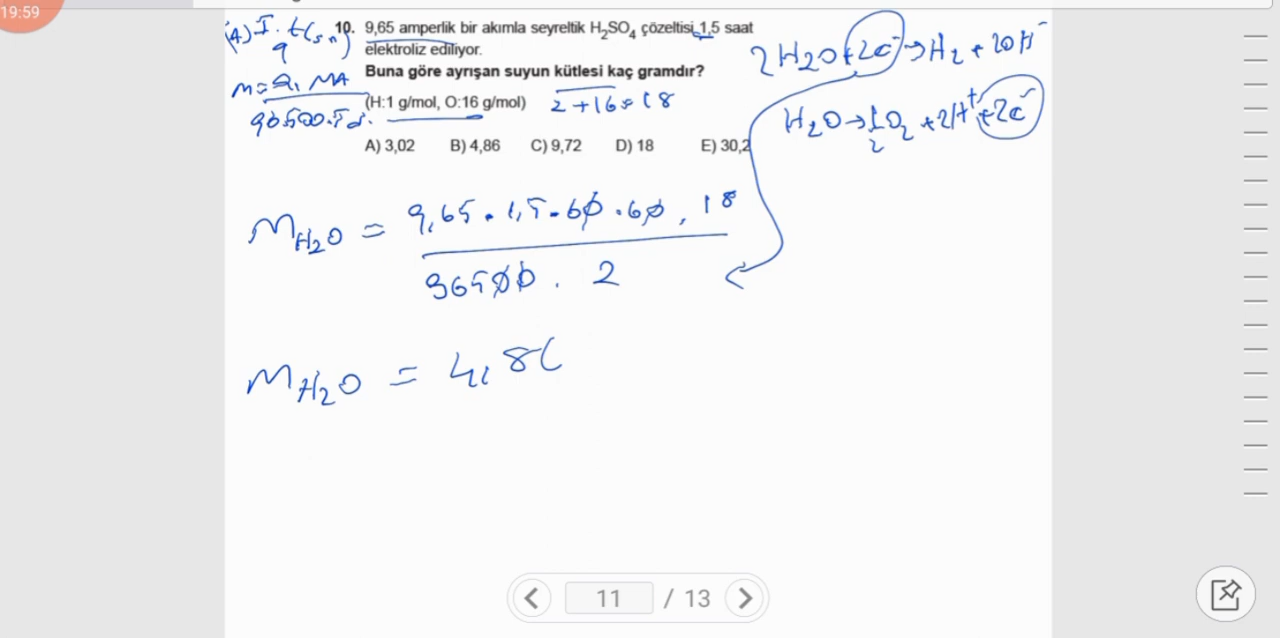 19:59
(A) I . t(sn)
q
m = Q . MA
96500.Td.
10. 9,65 amperlik bir akımla seyreltik H₂SO₄ çözeltisi 1,5 saat
elektroliz ediliyor.
Buna göre ayrışan suyun kütlesi kaç gramdır?
(H:1 g/mol, O:16 g/mol) 2+16=18
A) 3,02 B) 4,86 C) 9,72 D) 18 E) 30,2
2H₂O + 2e⁻ → H₂ + 2OH⁻
H₂O → 1/2 O₂ + 2H⁺ + 2e⁻
mH₂O = 9,65 . 1,5 . 60 . 60 . 18
96500 . 2
mH₂O = 4,86
11 / 13